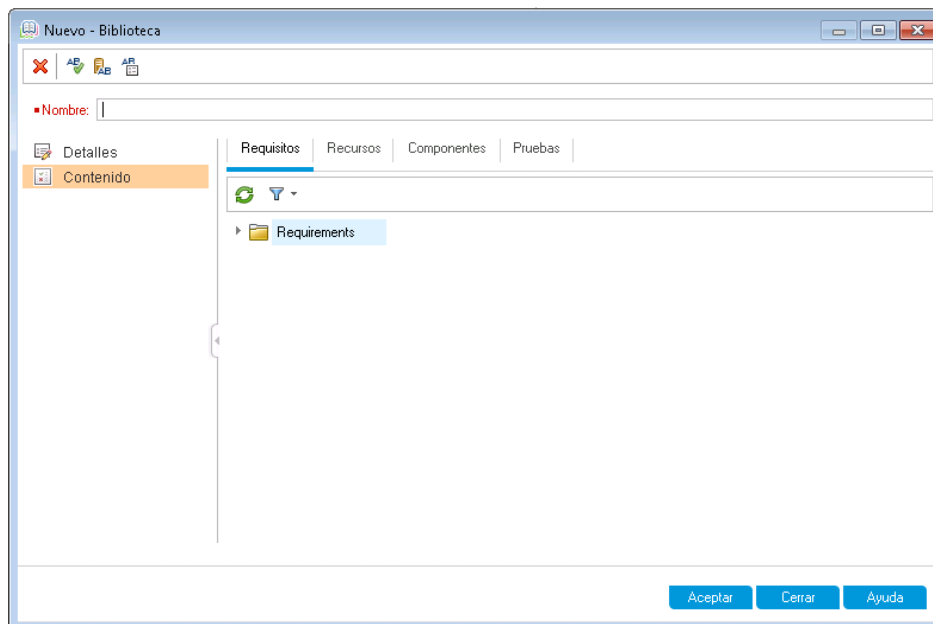 Nuevo - Biblioteca
Nombre:
Detalles
Contenido
Requisitos Recursos Componentes Pruebas
Requirements
Aceptar Cerrar Ayuda